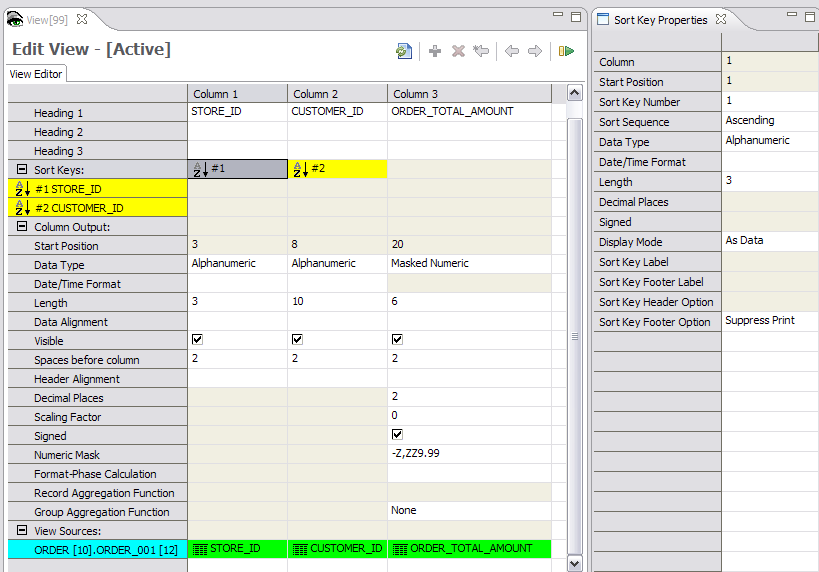 View[99]
Edit View - [Active]
View Editor
Column 1 Column 2 Column 3
Heading 1 STORE_ID CUSTOMER_ID ORDER_TOTAL_AMOUNT
Heading 2
Heading 3
Sort Keys: #1 #2
#1 STORE_ID
#2 CUSTOMER_ID
Column Output:
Start Position 3 8 20
Data Type Alphanumeric Alphanumeric Masked Numeric
Date/Time Format
Length 3 10 6
Data Alignment
Visible
Spaces before column 2 2 2
Header Alignment
Decimal Places 2
Scaling Factor 0
Signed
Numeric Mask -Z,ZZ9.99
Format-Phase Calculation
Record Aggregation Function
Group Aggregation Function None
View Sources:
ORDER [10].ORDER_001 [12] STORE_ID CUSTOMER_ID ORDER_TOTAL_AMOUNT
Sort Key Properties
Column 1
Start Position 1
Sort Key Number 1
Sort Sequence Ascending
Data Type Alphanumeric
Date/Time Format
Length 3
Decimal Places
Signed
Display Mode As Data
Sort Key Label
Sort Key Footer Label
Sort Key Header Option
Sort Key Footer Option Suppress Print